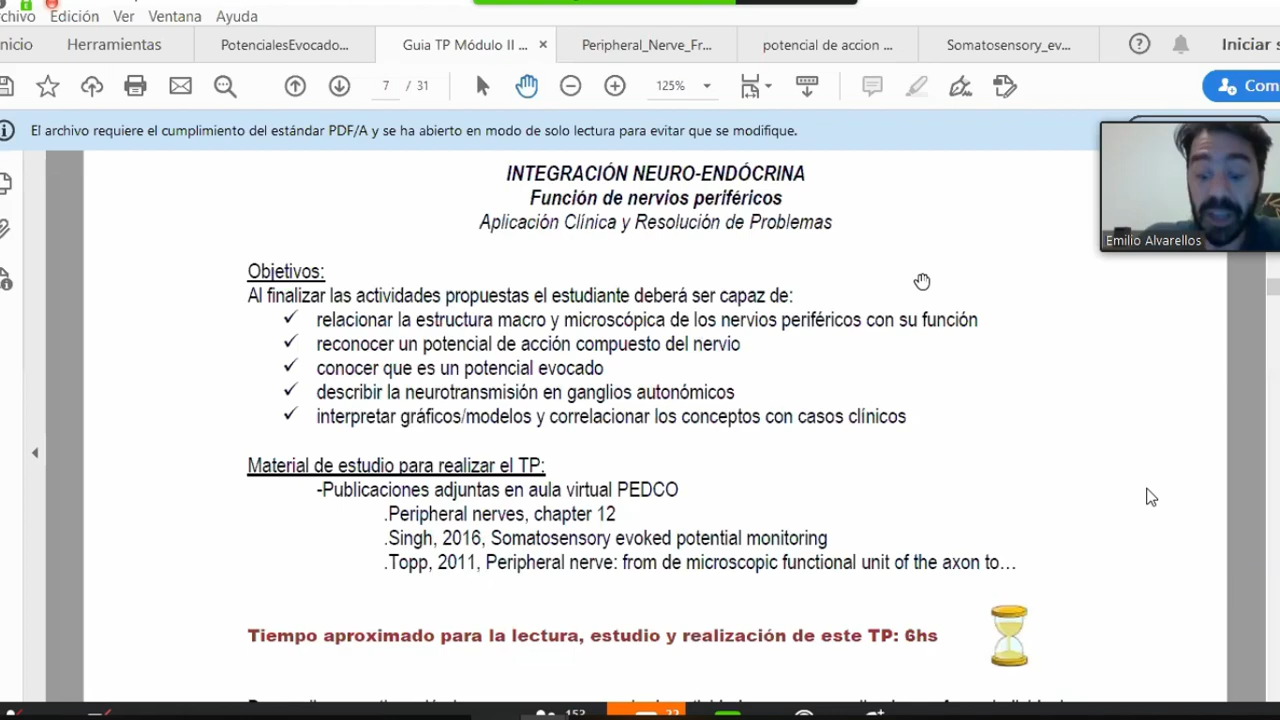 Edición Ver Ventana Ayuda
Herramientas
PotencialesEvocado...
Guia TP Módulo II ...
Peripheral_Nerve_Fr...
potencial de accion ...
Somatosensory_ev...
Iniciar s
7 / 31
125%
Com
El archivo requiere el cumplimiento del estándar PDF/A y se ha abierto en modo de solo lectura para evitar que se modifique.
Emilio Alvarellos
INTEGRACIÓN NEURO-ENDÓCRINA
Función de nervios periféricos
Aplicación Clínica y Resolución de Problemas
Objetivos:
Al finalizar las actividades propuestas el estudiante deberá ser capaz de:
relacionar la estructura macro y microscópica de los nervios periféricos con su función
reconocer un potencial de acción compuesto del nervio
conocer que es un potencial evocado
describir la neurotransmisión en ganglios autonómicos
interpretar gráficos/modelos y correlacionar los conceptos con casos clínicos
Material de estudio para realizar el TP:
-Publicaciones adjuntas en aula virtual PEDCO
.Peripheral nerves, chapter 12
.Singh, 2016, Somatosensory evoked potential monitoring
.Topp, 2011, Peripheral nerve: from de microscopic functional unit of the axon to…
Tiempo aproximado para la lectura, estudio y realización de este TP: 6hs